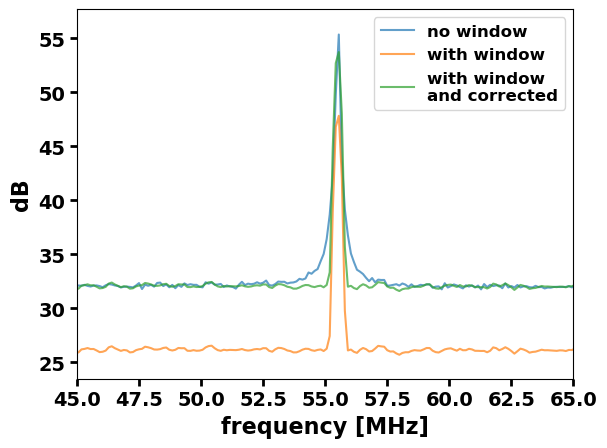 no window
with window
with window
and corrected
dB
55
50
45
40
35
30
25
45.0 47.5 50.0 52.5 55.0 57.5 60.0 62.5 65.0
frequency [MHz]